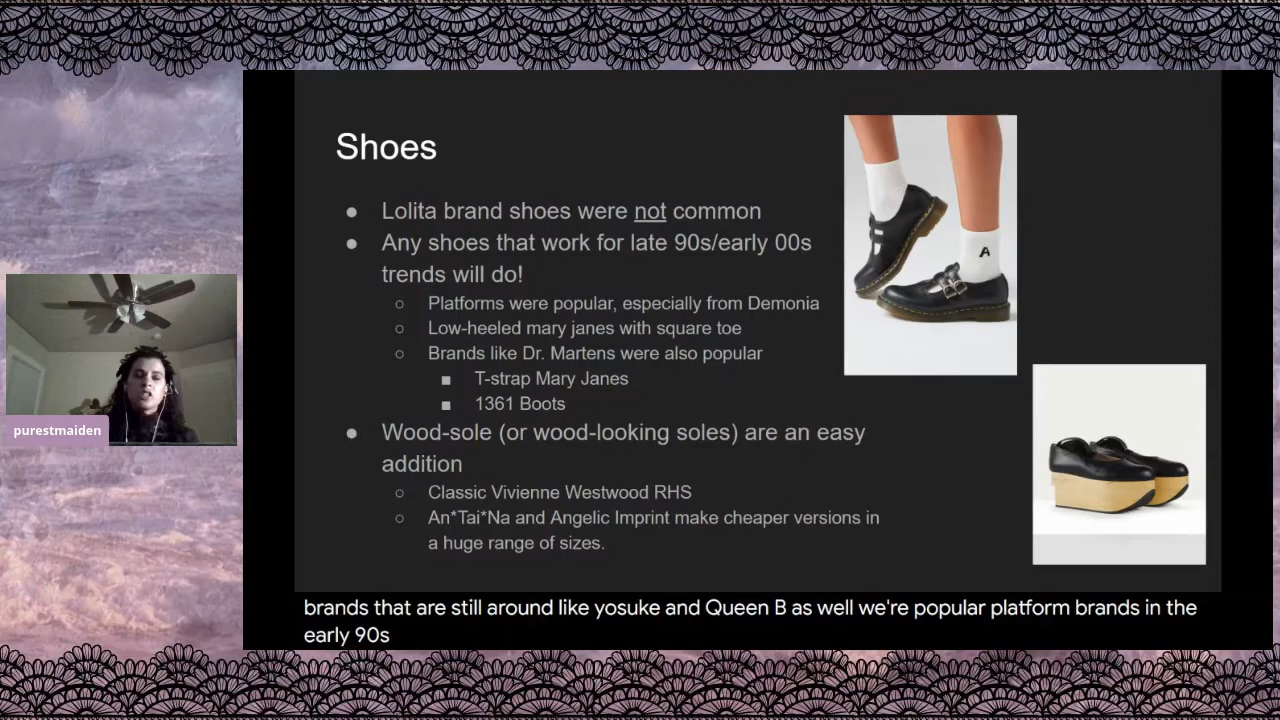 Shoes
● Lolita brand shoes were not common
● Any shoes that work for late 90s/early 00s
trends will do!
○ Platforms were popular, especially from Demonia
○ Low-heeled mary janes with square toe
○ Brands like Dr. Martens were also popular
■ T-strap Mary Janes
■ 1361 Boots
● Wood-sole (or wood-looking soles) are an easy
addition
○ Classic Vivienne Westwood RHS
○ An*Tai*Na and Angelic Imprint make cheaper versions in
a huge range of sizes.
A
purestmaiden
brands that are still around like yosuke and Queen B as well we're popular platform brands in the
early 90s